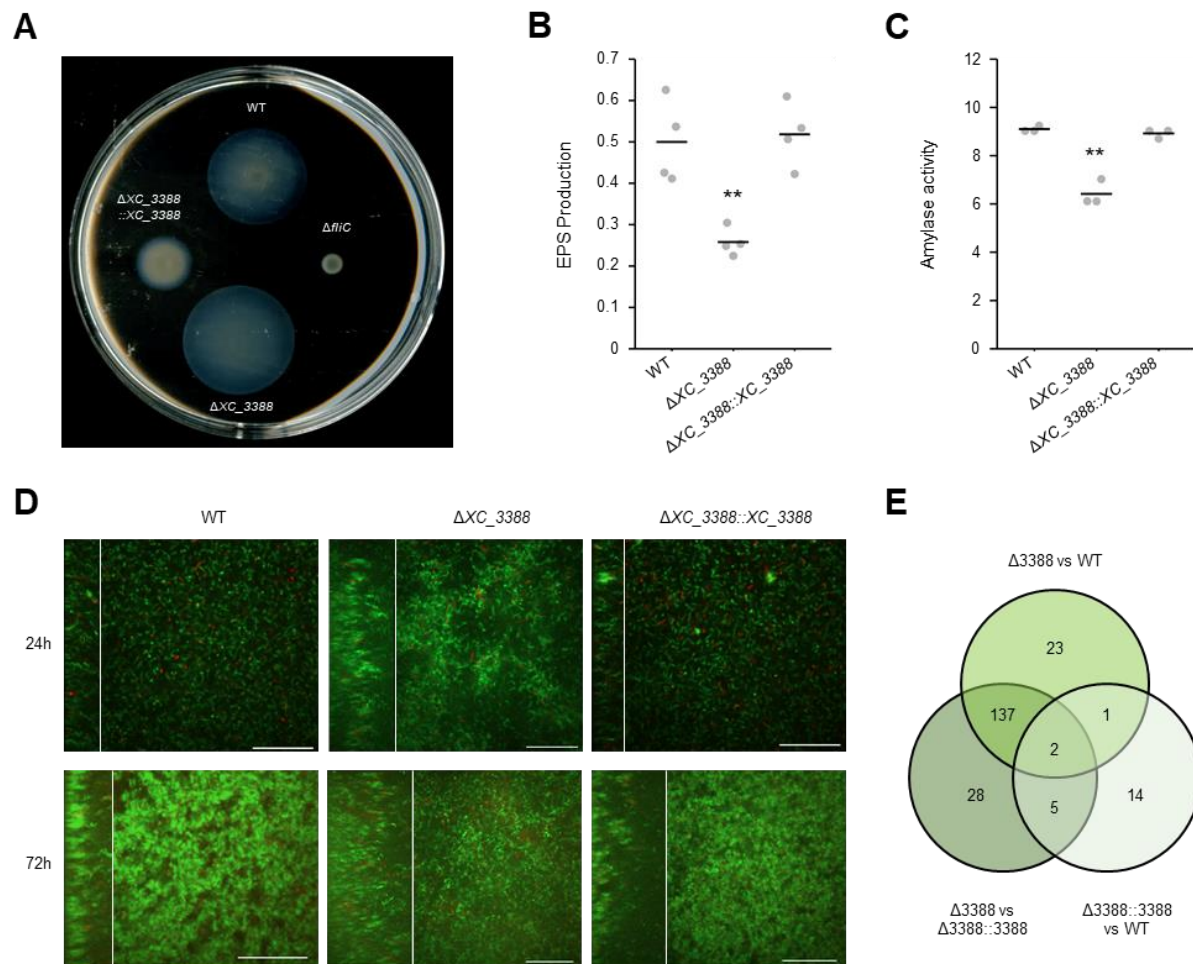 A
WT
ΔXC_3388
::XC_3388
ΔfliC
ΔXC_3388
B
0.7
0.6
0.5
0.4
0.3
0.2
0.1
0
EPS Production
**
WT
ΔXC_3388
ΔXC_3388::XC_3388
C
12
10
8
6
4
2
0
Amylase activity
**
WT
ΔXC_3388
ΔXC_3388::XC_3388
D
WT
ΔXC_3388
ΔXC_3388::XC_3388
24h
72h
E
Δ3388 vs WT
23
137
1
2
28
5
14
Δ3388 vs
Δ3388::3388
Δ3388::3388
vs WT